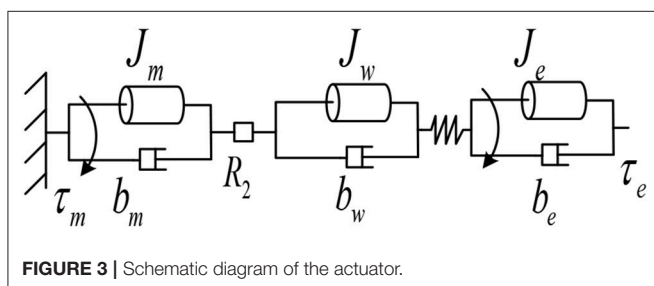 J_m J_w J_e
τ_m b_m R_2 b_w b_e τ_e
FIGURE 3 | Schematic diagram of the actuator.